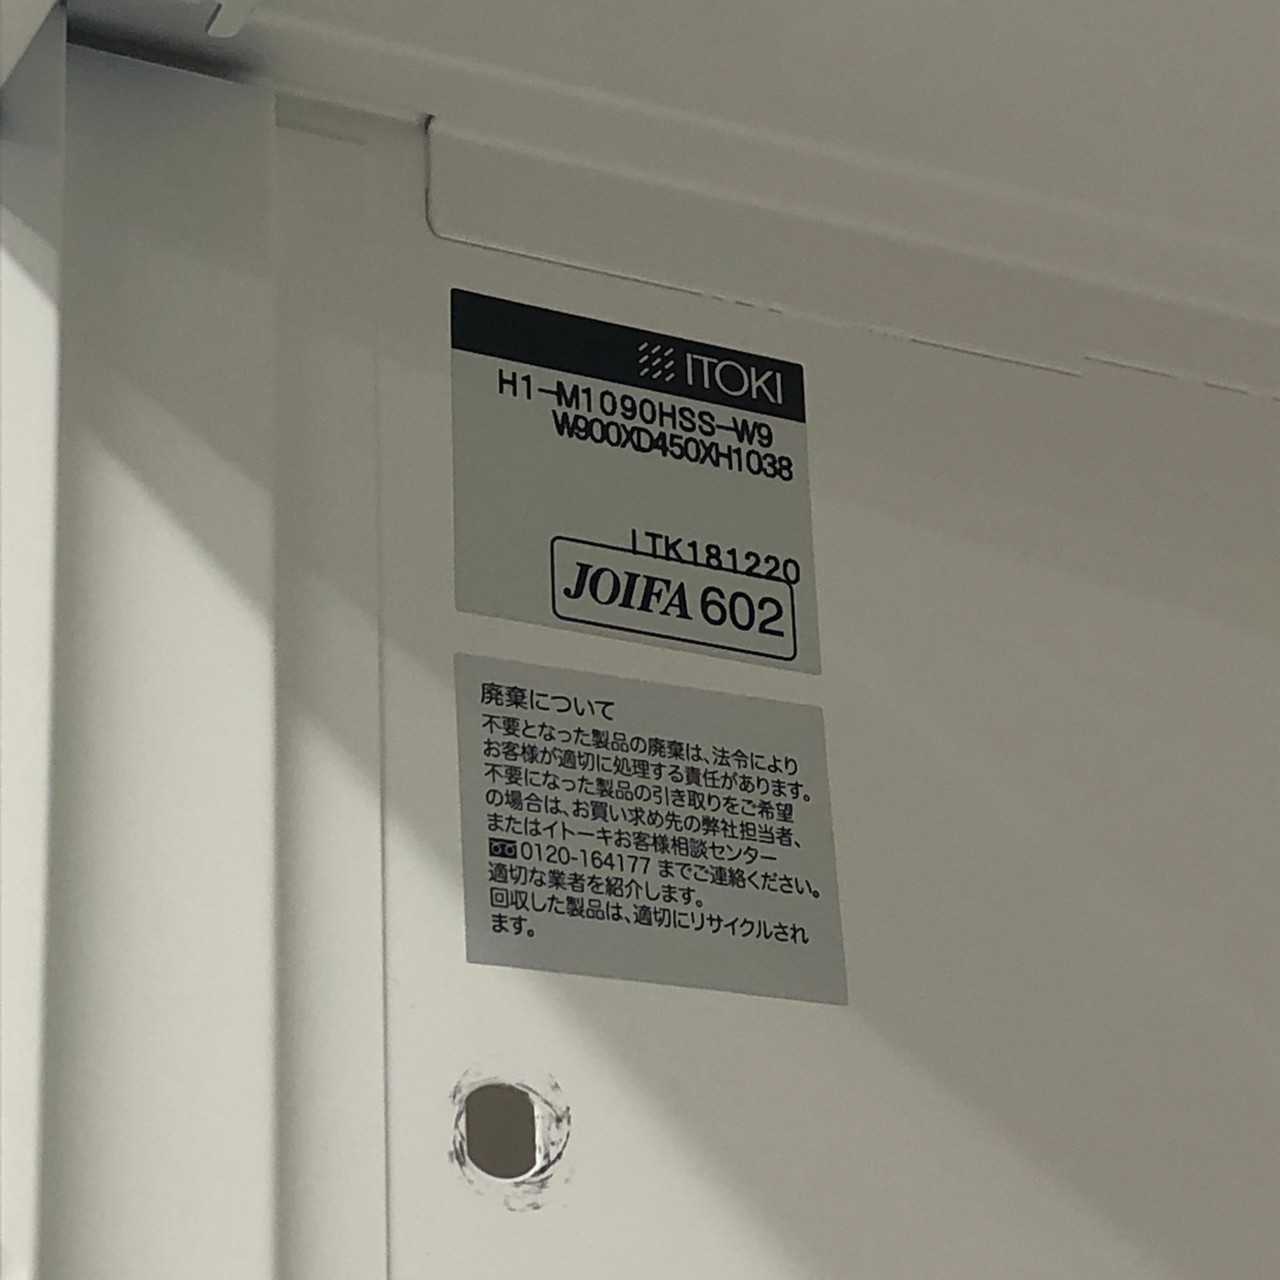 ITOKI
H1-M1090HSS-W9
W900XD450XH1038
ITK181220
JOIFA 602
廃棄について
不要となった製品の廃棄は、法令により
お客様が適切に処理する責任があります。
不要になった製品の引き取りをご希望
の場合は、お買い求め先の弊社担当者、
またはイトーキお客様相談センター
0120-164177 までご連絡ください。
適切な業者を紹介します。
回収した製品は、適切にリサイクルされ
ます。